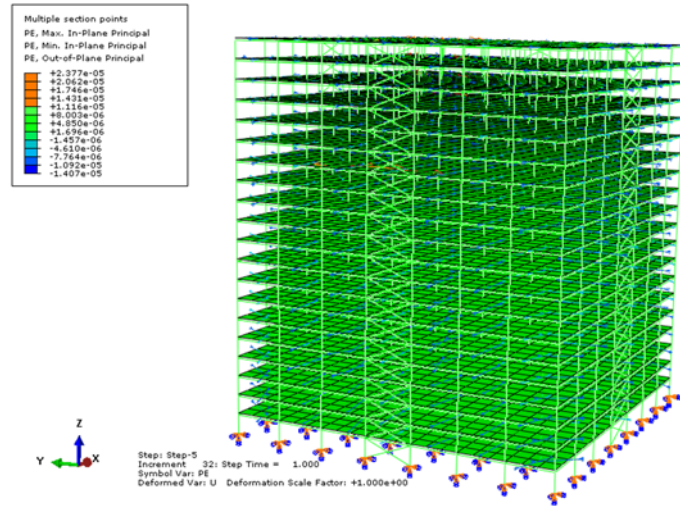 Multiple section points
PE, Max. In-Plane Principal
PE, Min. In-Plane Principal
PE, Out-of-Plane Principal
+2.377e-05
+2.062e-05
+1.746e-05
+1.431e-05
+1.116e-05
+8.003e-06
+4.850e-06
+1.696e-06
-1.457e-06
-4.610e-06
-7.764e-06
-1.092e-05
-1.407e-05
Z
Y
X
Step: Step-5
Increment 32: Step Time = 1.000
Symbol Var: PE
Deformed Var: U Deformation Scale Factor: +1.000e+00